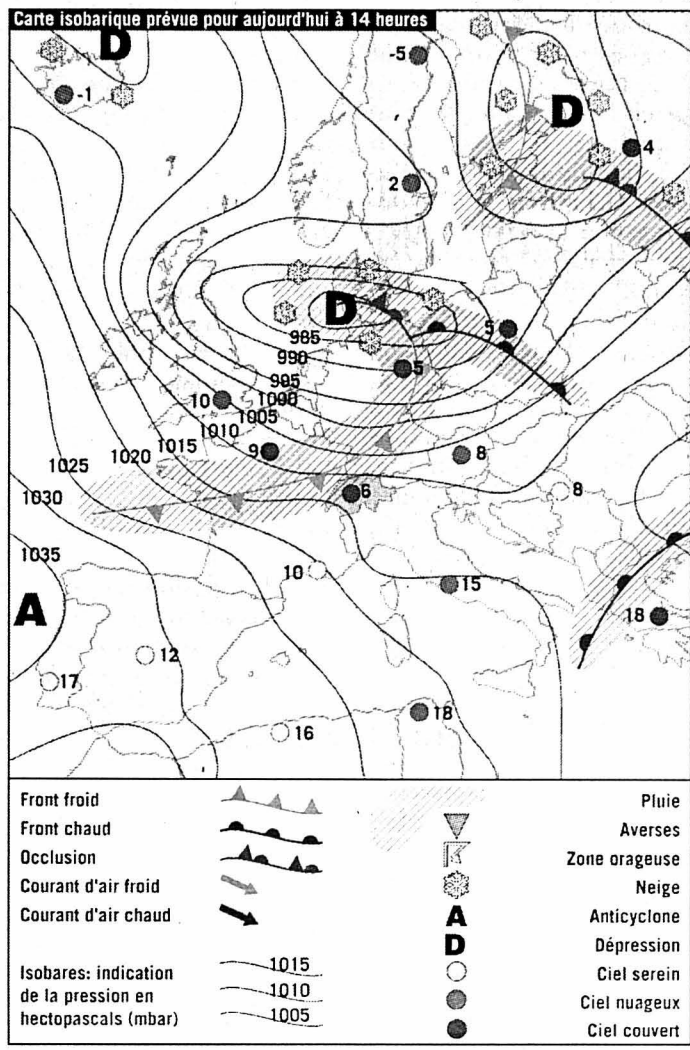 Carte isobarique prévue pour aujourd'hui à 14 heures
D
-5
-1
D
4
2
D
5
985
990
5
995
1000
10
1005
1010
9
1015
8
1020
1025
6
8
1030
10
1035
15
A
18
12
17
18
16
Front froid
Front chaud
Occlusion
Courant d'air froid
Courant d'air chaud
Isobares: indication
de la pression en
hectopascals (mbar)
1015
1010
1005
Pluie
Averses
Zone orageuse
Neige
A Anticyclone
D Dépression
Ciel serein
Ciel nuageux
Ciel couvert